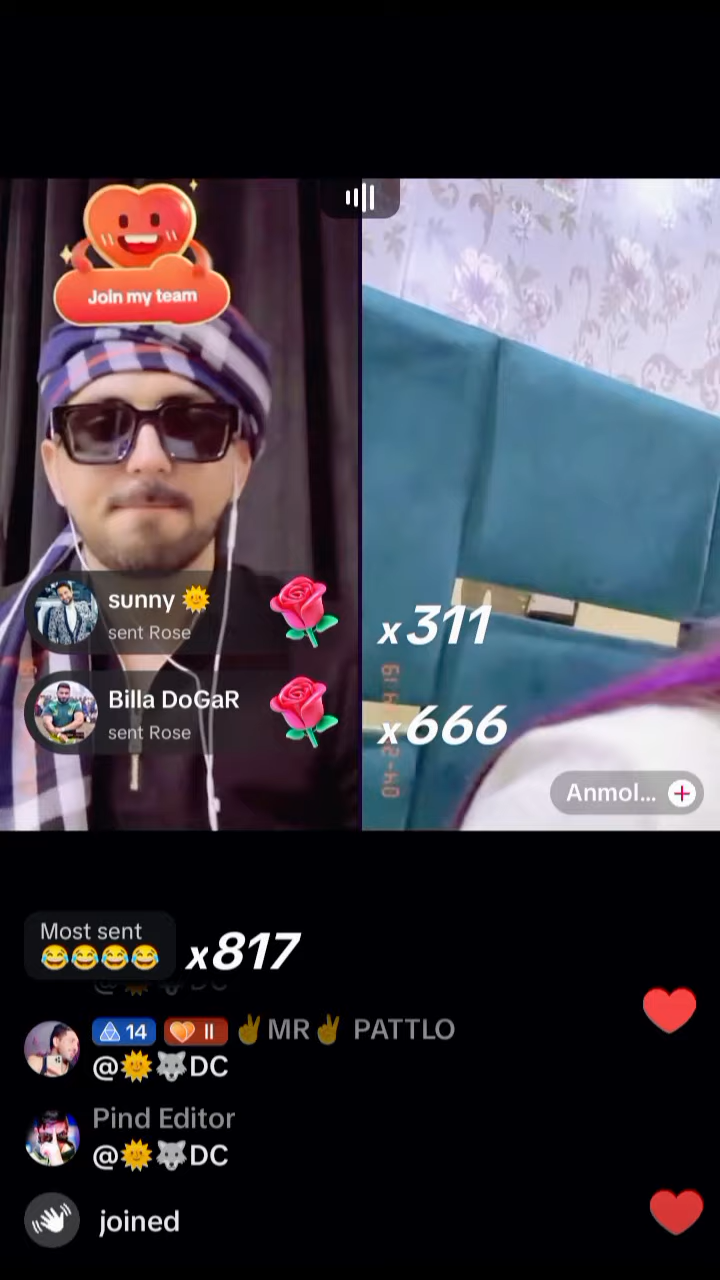 Join my team
sunny 🌞
sent Rose
x311
Billa DoGaR
sent Rose
x666
Anmol...
Most sent
😂😂😂😂
x817
14 II ✌️MR✌️ PATTLO
@🌞🐺DC
Pind Editor
@🌞🐺DC
joined